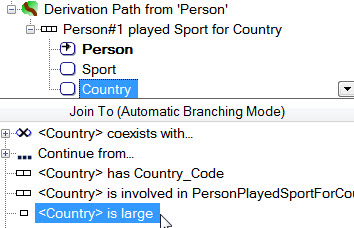 Derivation Path from 'Person'
Person#1 played Sport for Country
Person
Sport
Country
Join To (Automatic Branching Mode)
<Country> coexists with...
Continue from...
<Country> has Country_Code
<Country> is involved in PersonPlayedSportForCou
<Country> is large